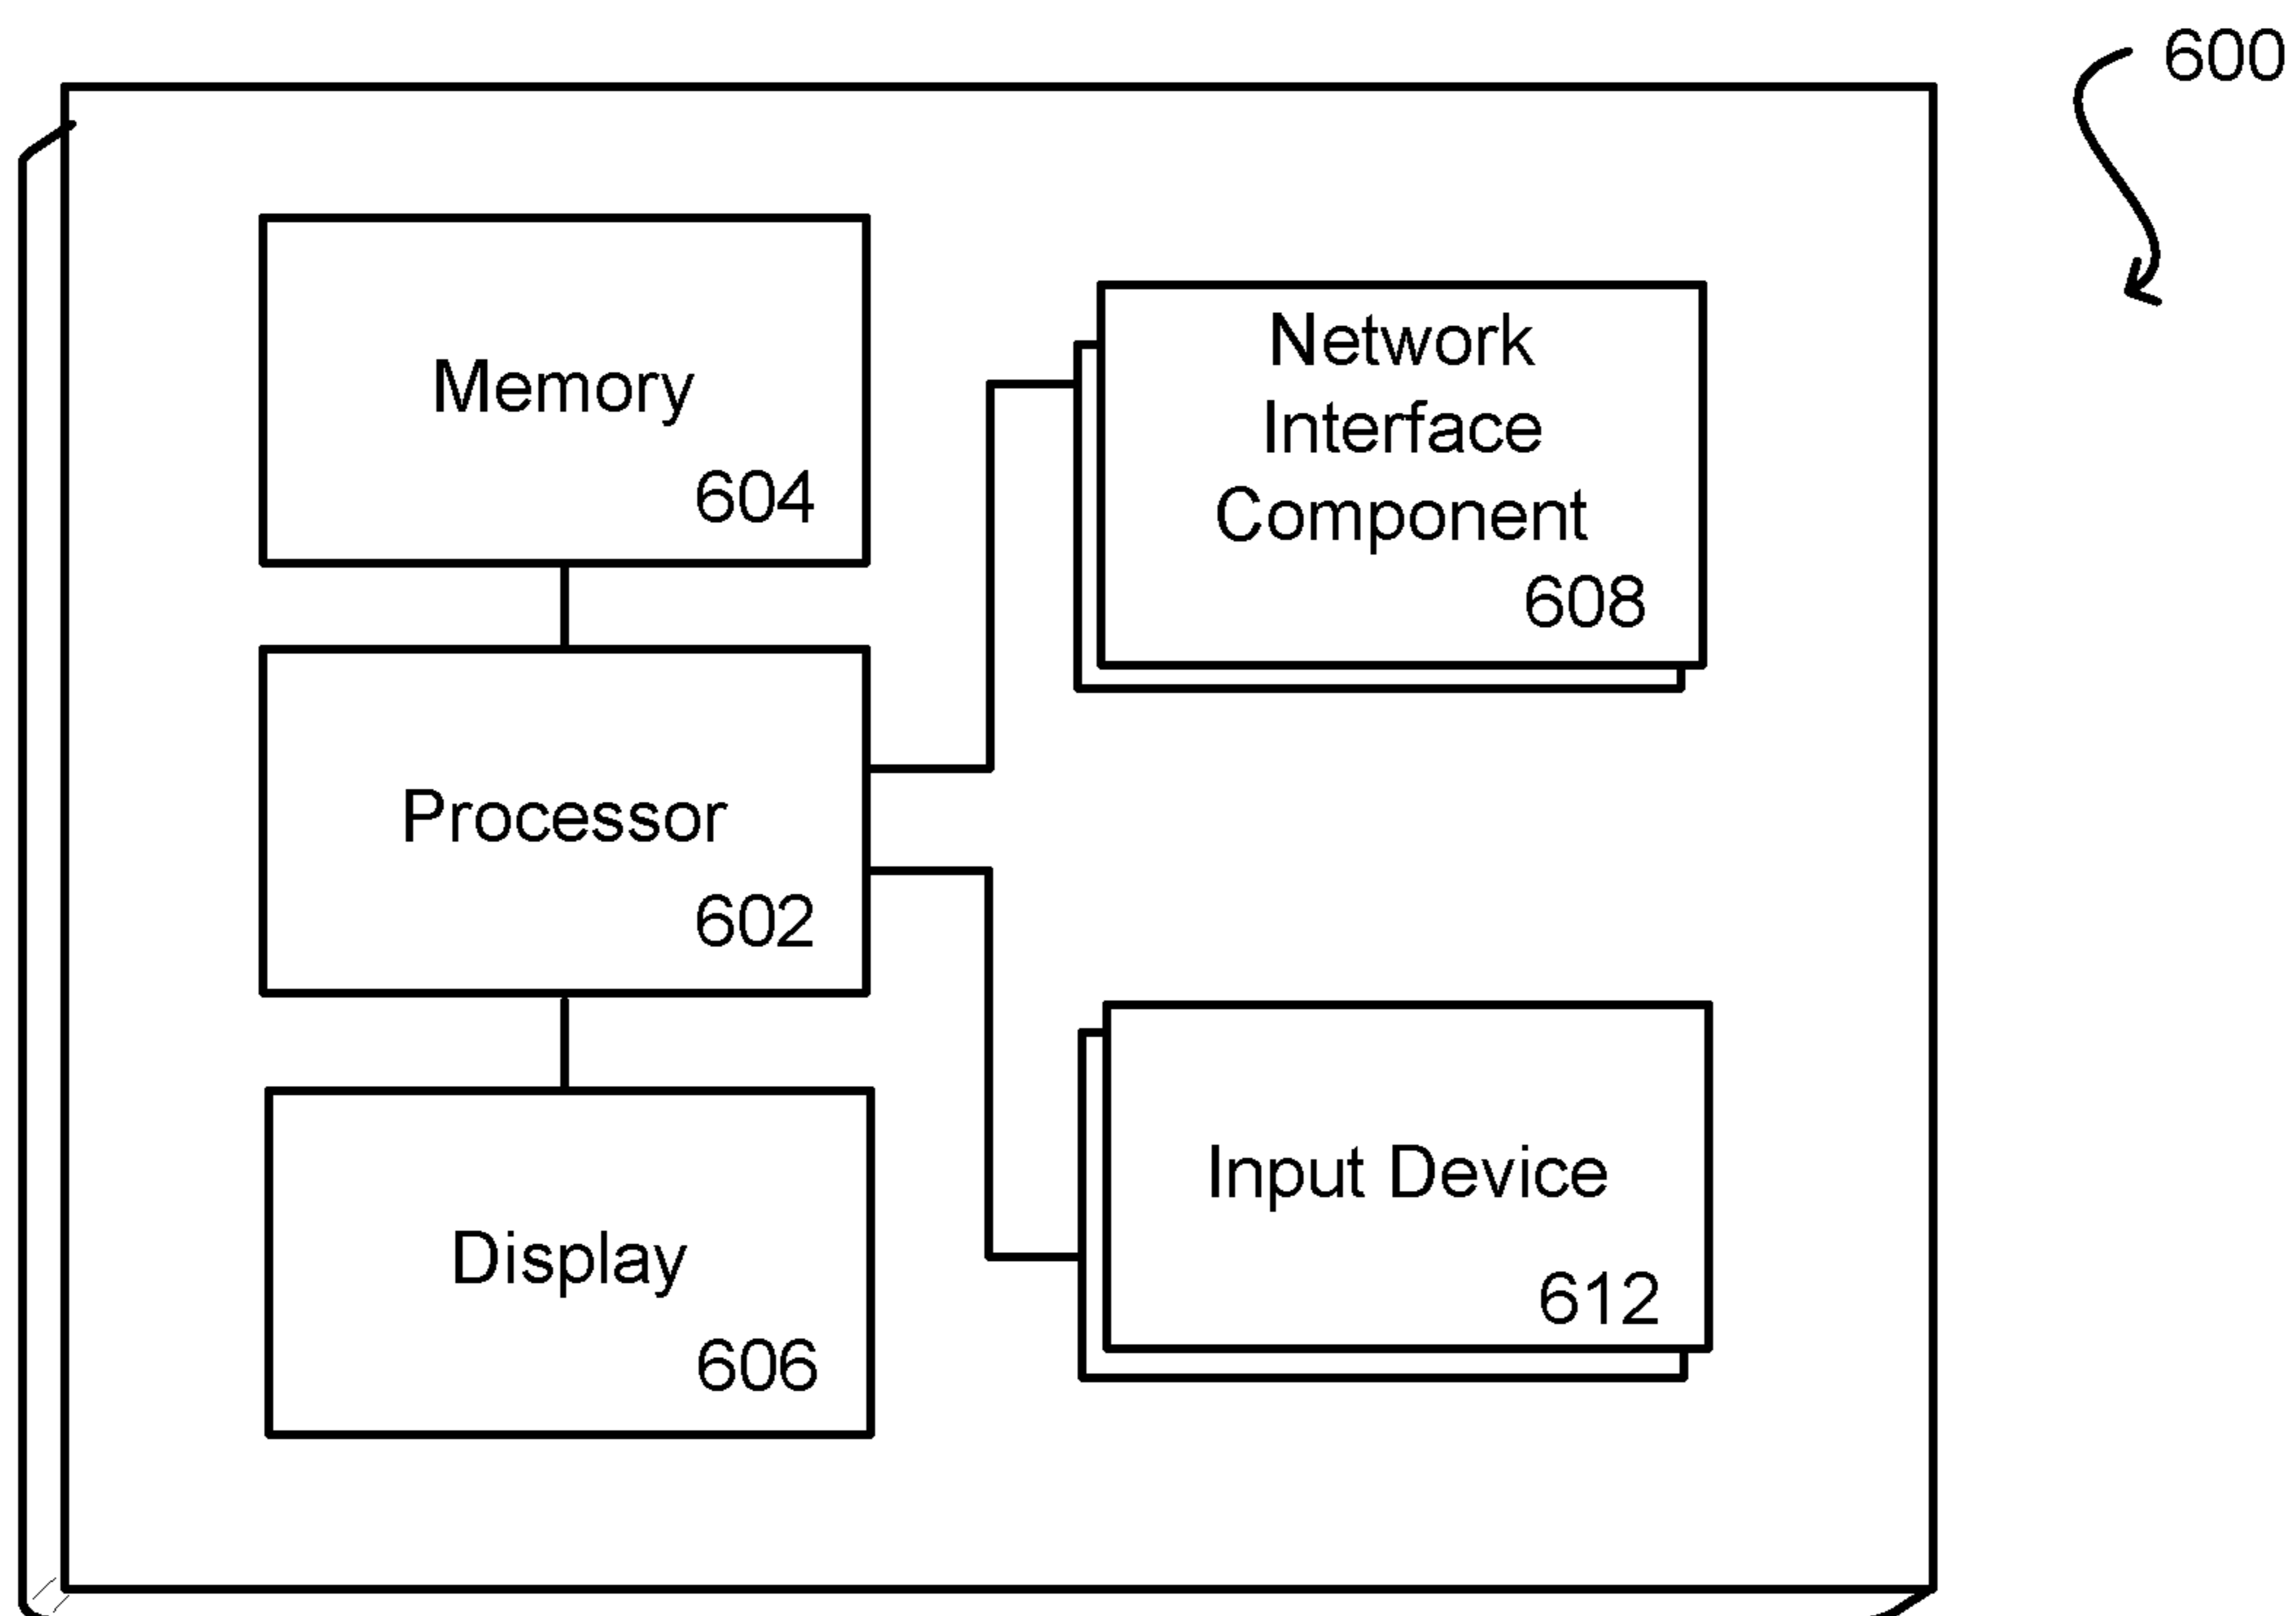 600
Memory
604
Network
Interface
Component
608
Processor
602
Input Device
612
Display
606